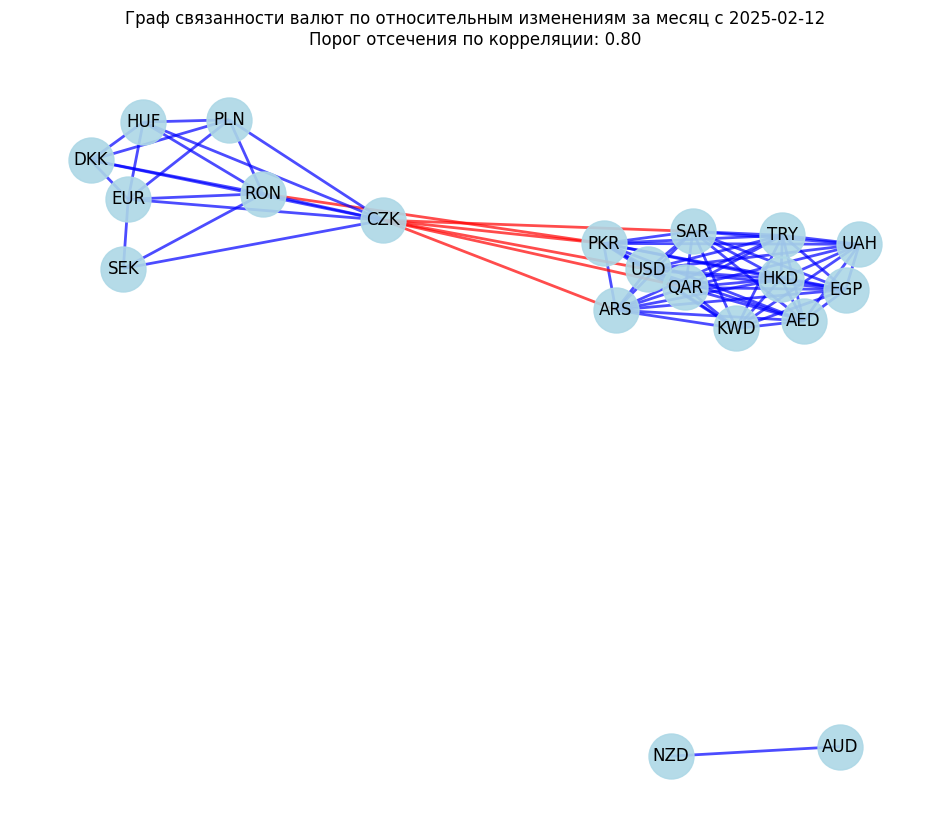 Граф связанности валют по относительным изменениям за месяц с 2025-02-12
Порог отсечения по корреляции: 0.80
HUF
PLN
DKK
EUR
RON
CZK
SEK
PKR
SAR
TRY
UAH
USD
QAR
HKD
EGP
ARS
KWD
AED
NZD
AUD